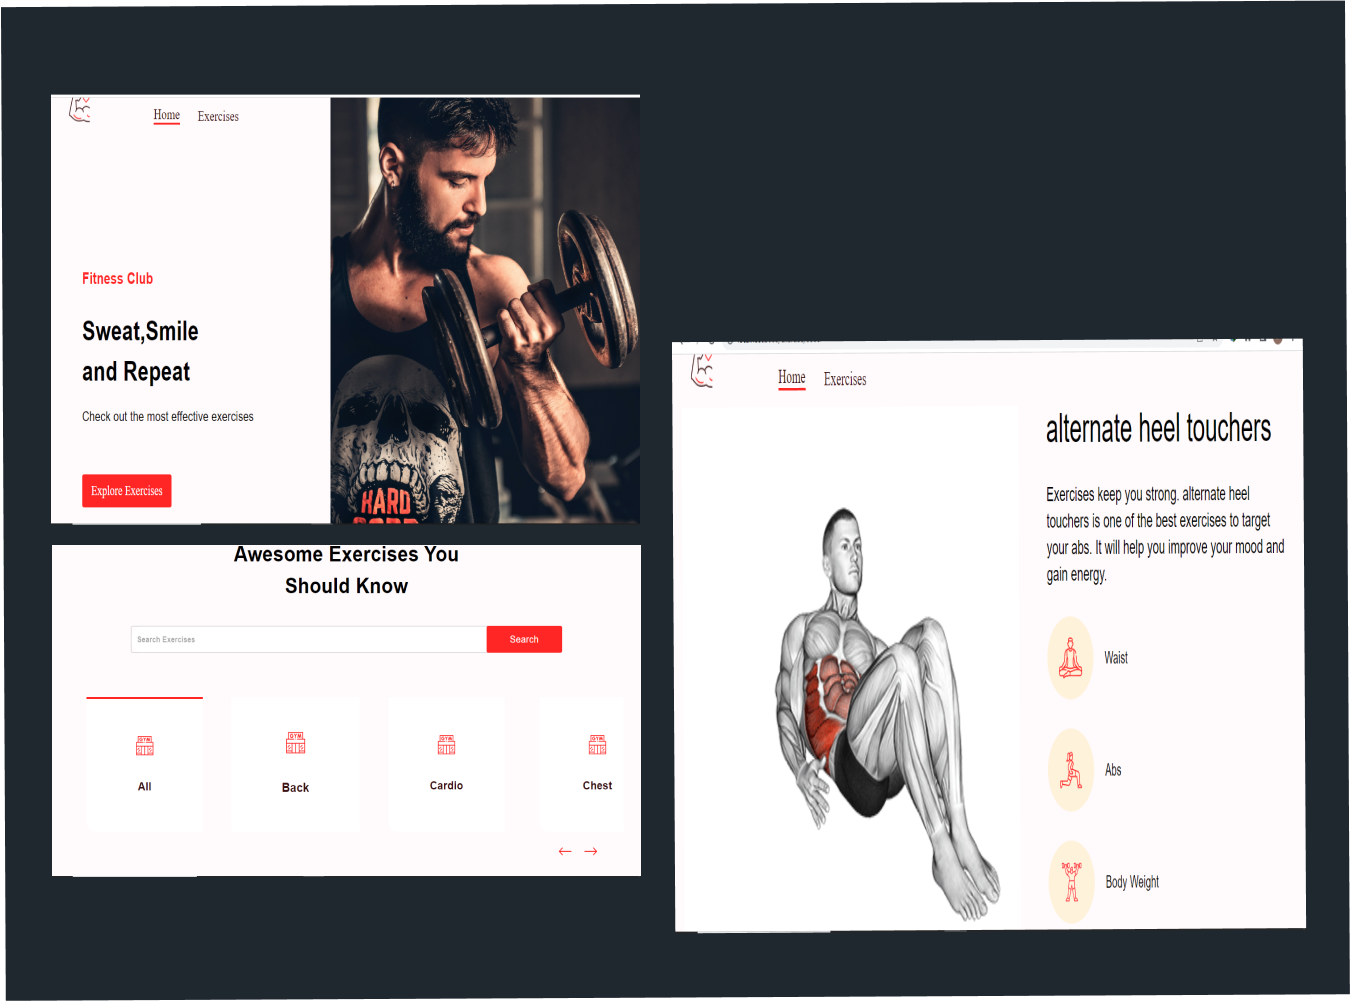 Home
Exercises
Fitness Club
Sweat,Smile
and Repeat
Check out the most effective exercises
Explore Exercises
HARD
Awesome Exercises You
Should Know
Search Exercises
Search
GYM
GYM
GYM
GYM
All
Back
Cardio
Chest
Home
Exercises
alternate heel touchers
Exercises keep you strong. alternate heel
touchers is one of the best exercises to target
your abs. It will help you improve your mood and
gain energy.
Waist
Abs
Body Weight